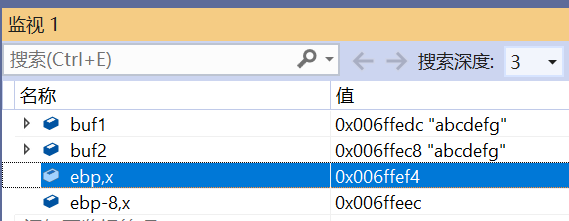 监视 1
搜索(Ctrl+E) 搜索深度: 3
名称 值
buf1 0x006ffedc "abcdefg"
buf2 0x006ffec8 "abcdefg"
ebp,x 0x006ffef4
ebp-8,x 0x006ffeec